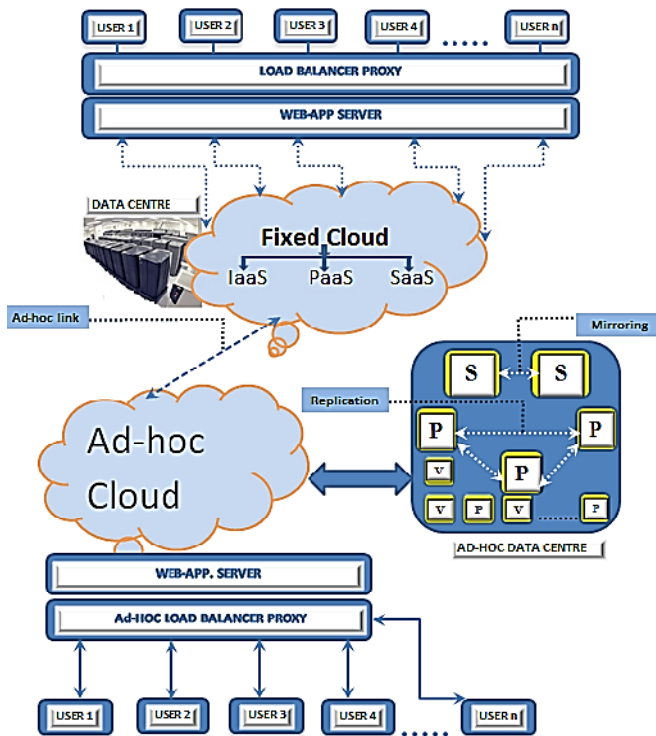 USER 1
USER 2
USER 3
USER 4
USER n
LOAD BALANCER PROXY
WEB-APP SERVER
DATA CENTRE
Fixed Cloud
IaaS
PaaS
SaaS
Ad-hoc link
Mirroring
S
S
Replication
P
P
P
V
V
P
V
P
AD-HOC DATA CENTRE
Ad-hoc
Cloud
WEB-APP. SERVER
Ad-HOC LOAD BALANCER PROXY
USER 1
USER 2
USER 3
USER 4
USER n